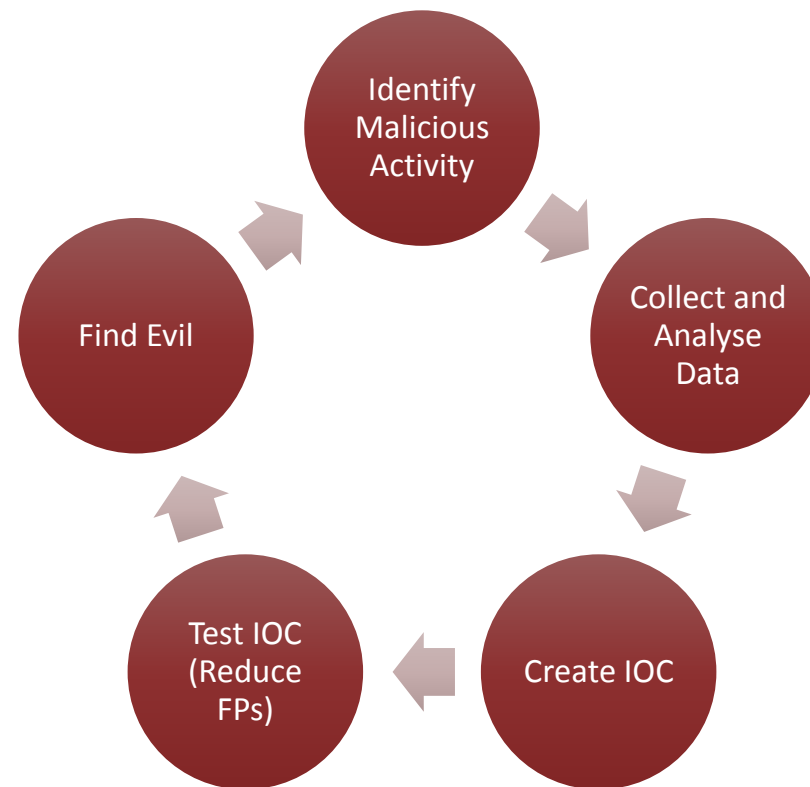 Identify
Malicious
Activity
Collect and
Analyse
Data
Create IOC
Test IOC
(Reduce
FPs)
Find Evil